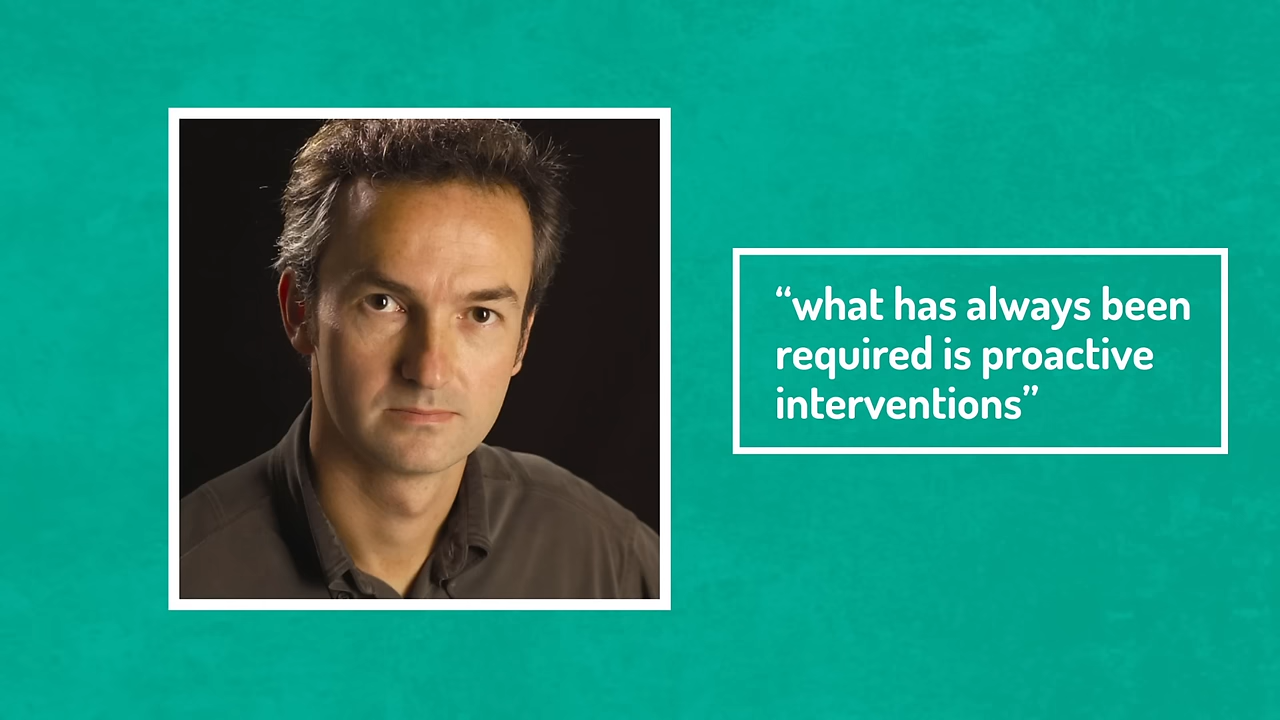 “what has always been
required is proactive
interventions”